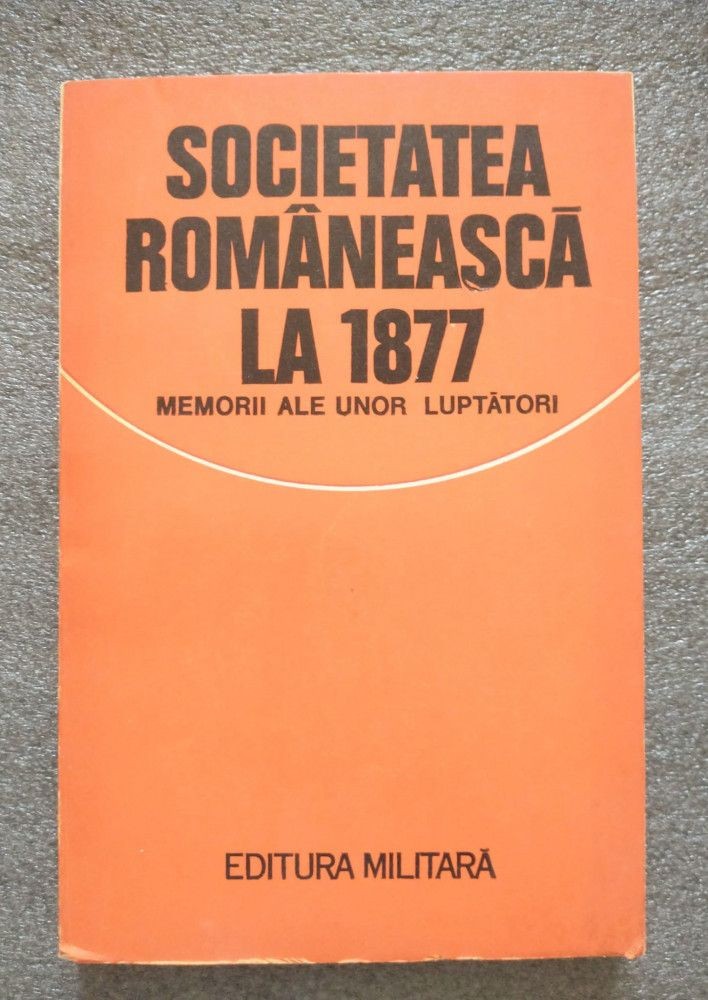 SOCIETATEA
ROMÂNEASCĂ
LA 1877
MEMORII ALE UNOR LUPTĂTORI
EDITURA MILITARĂ